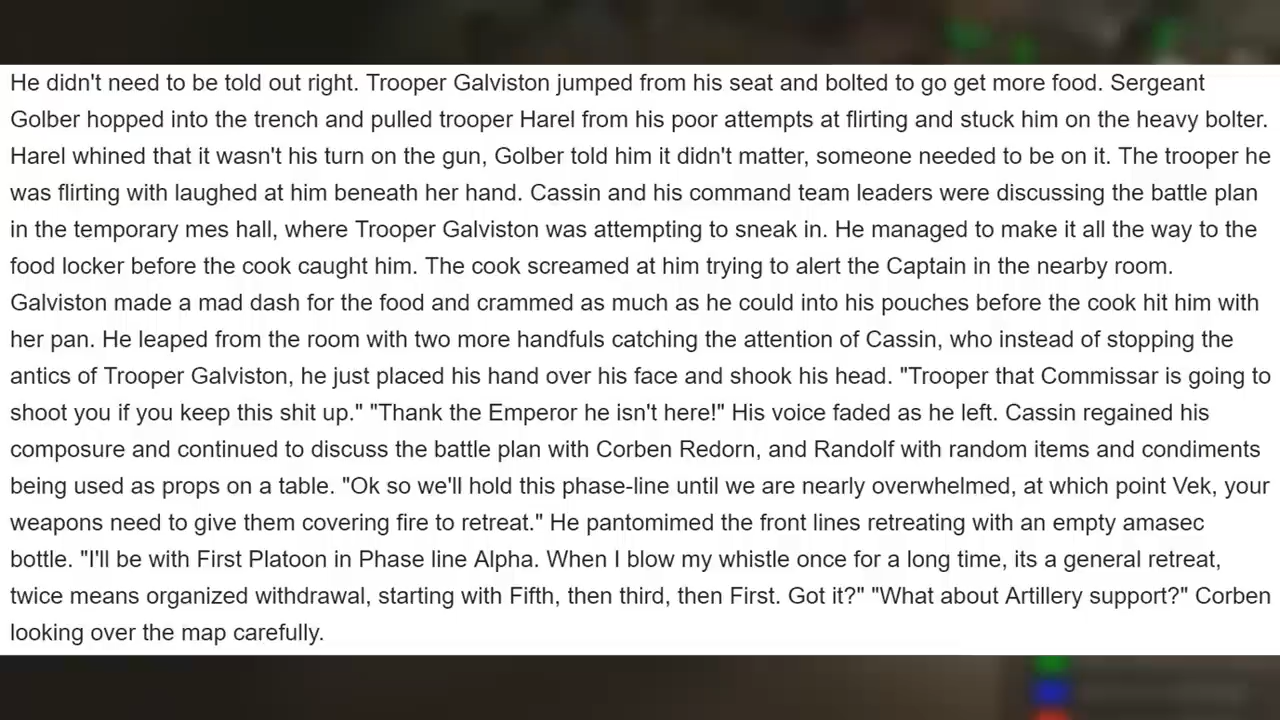 He didn't need to be told out right. Trooper Galviston jumped from his seat and bolted to go get more food. Sergeant
Golber hopped into the trench and pulled trooper Harel from his poor attempts at flirting and stuck him on the heavy bolter.
Harel whined that it wasn't his turn on the gun, Golber told him it didn't matter, someone needed to be on it. The trooper he
was flirting with laughed at him beneath her hand. Cassin and his command team leaders were discussing the battle plan
in the temporary mes hall, where Trooper Galviston was attempting to sneak in. He managed to make it all the way to the
food locker before the cook caught him. The cook screamed at him trying to alert the Captain in the nearby room.
Galviston made a mad dash for the food and crammed as much as he could into his pouches before the cook hit him with
her pan. He leaped from the room with two more handfuls catching the attention of Cassin, who instead of stopping the
antics of Trooper Galviston, he just placed his hand over his face and shook his head. "Trooper that Commissar is going to
shoot you if you keep this shit up." "Thank the Emperor he isn't here!" His voice faded as he left. Cassin regained his
composure and continued to discuss the battle plan with Corben Redorn, and Randolf with random items and condiments
being used as props on a table. "Ok so we'll hold this phase-line until we are nearly overwhelmed, at which point Vek, your
weapons need to give them covering fire to retreat." He pantomimed the front lines retreating with an empty amasec
bottle. "I'll be with First Platoon in Phase line Alpha. When I blow my whistle once for a long time, its a general retreat,
twice means organized withdrawal, starting with Fifth, then third, then First. Got it?" "What about Artillery support?" Corben
looking over the map carefully.